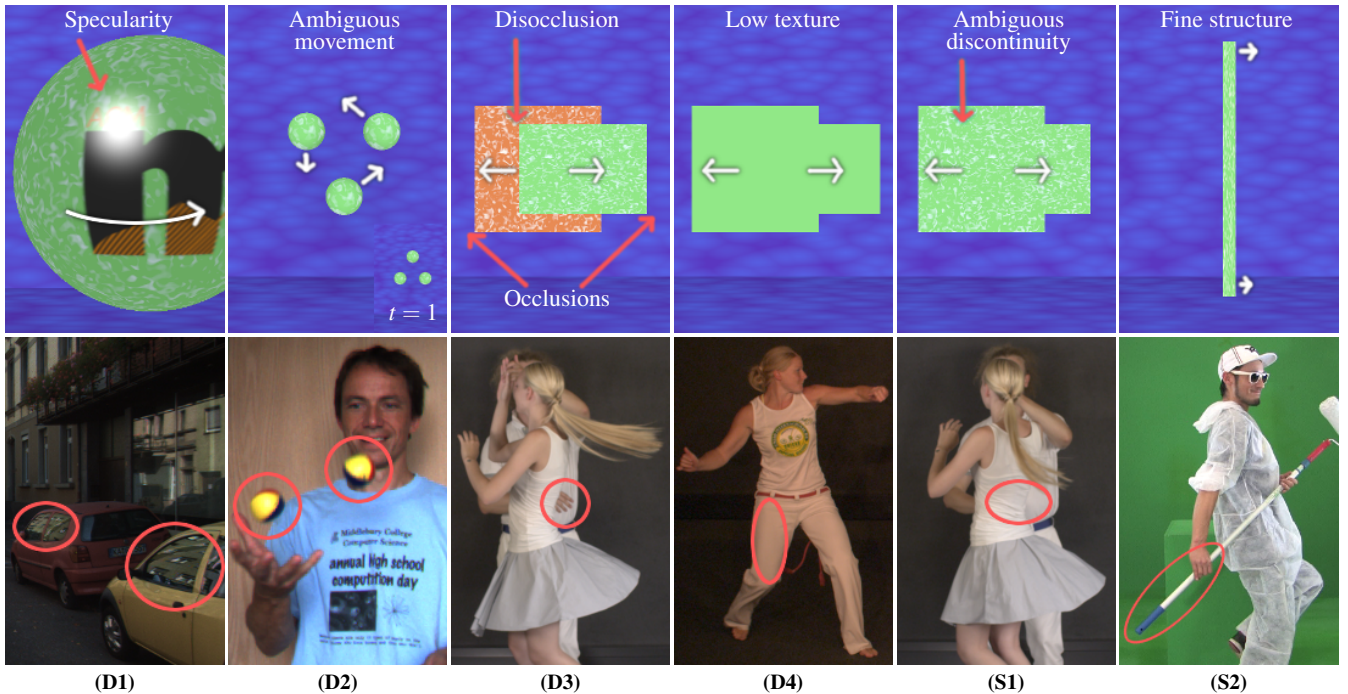 Specularity
Ambiguous
movement
Disocclusion
Low texture
Ambiguous
discontinuity
Fine structure
n
t = 1
Occlusions
Middlebury College
Computer Science
annual high school
computition day
(D1)
(D2)
(D3)
(D4)
(S1)
(S2)